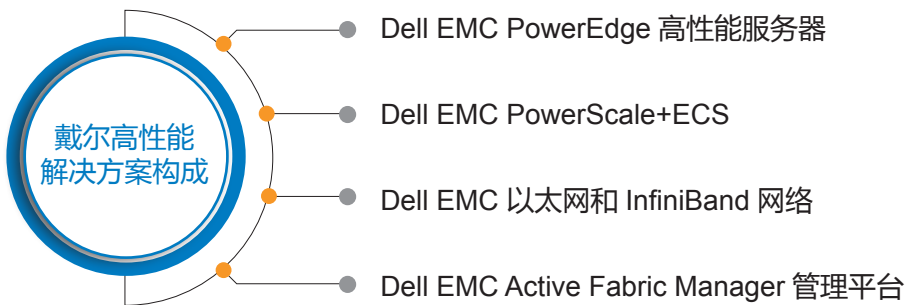 戴尔高性能
解决方案构成
Dell EMC PowerEdge 高性能服务器
Dell EMC PowerScale+ECS
Dell EMC 以太网和 InfiniBand 网络
Dell EMC Active Fabric Manager 管理平台